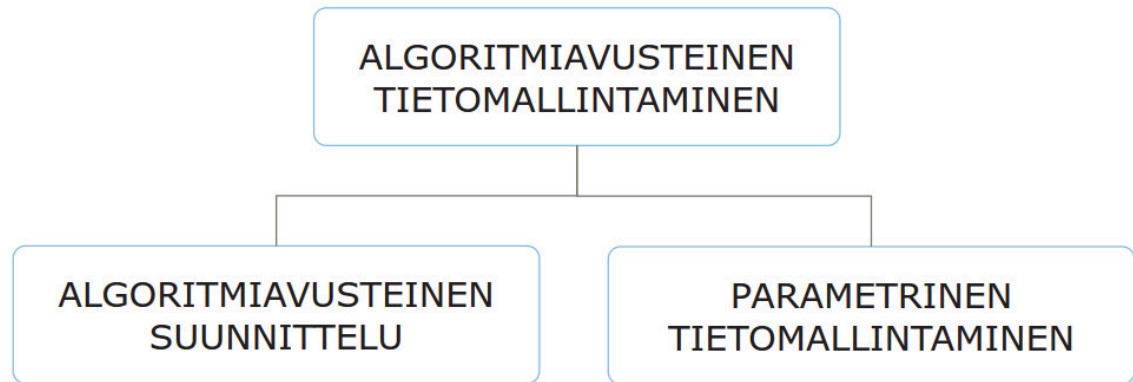 ALGORITMIAVUSTEINEN
TIETOMALLINTAMINEN
ALGORITMIAVUSTEINEN
SUUNNITTELU
PARAMETRINEN
TIETOMALLINTAMINEN